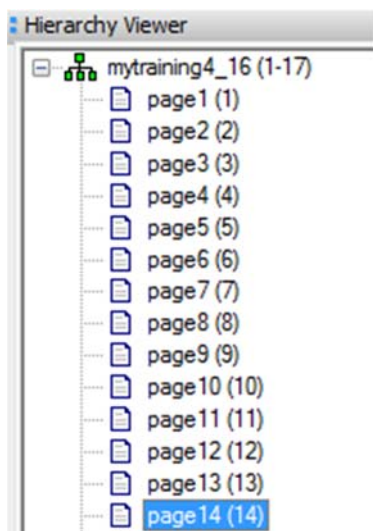 Hierarchy Viewer
mytraining4_16 (1-17)
page1 (1)
page2 (2)
page3 (3)
page4 (4)
page5 (5)
page6 (6)
page7 (7)
page8 (8)
page9 (9)
page10 (10)
page11 (11)
page12 (12)
page13 (13)
page14 (14)